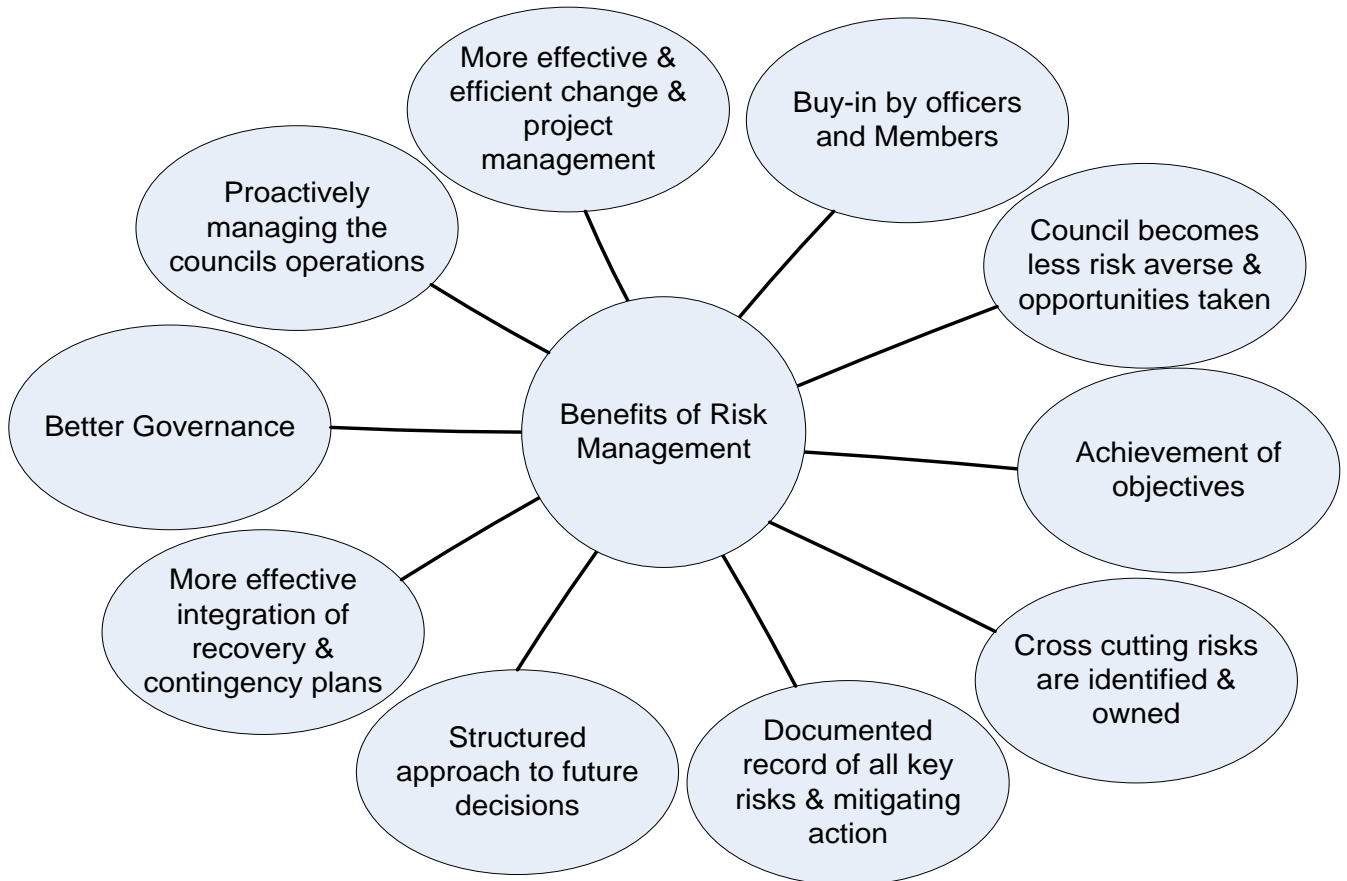 More effective &
efficient change &
project
management
Buy-in by officers
and Members
Proactively
managing the
councils operations
Council becomes
less risk averse &
opportunities taken
Better Governance
Benefits of Risk
Management
Achievement of
objectives
More effective
integration of
recovery &
contingency plans
Cross cutting risks
are identified &
owned
Structured
approach to future
decisions
Documented
record of all key
risks & mitigating
action